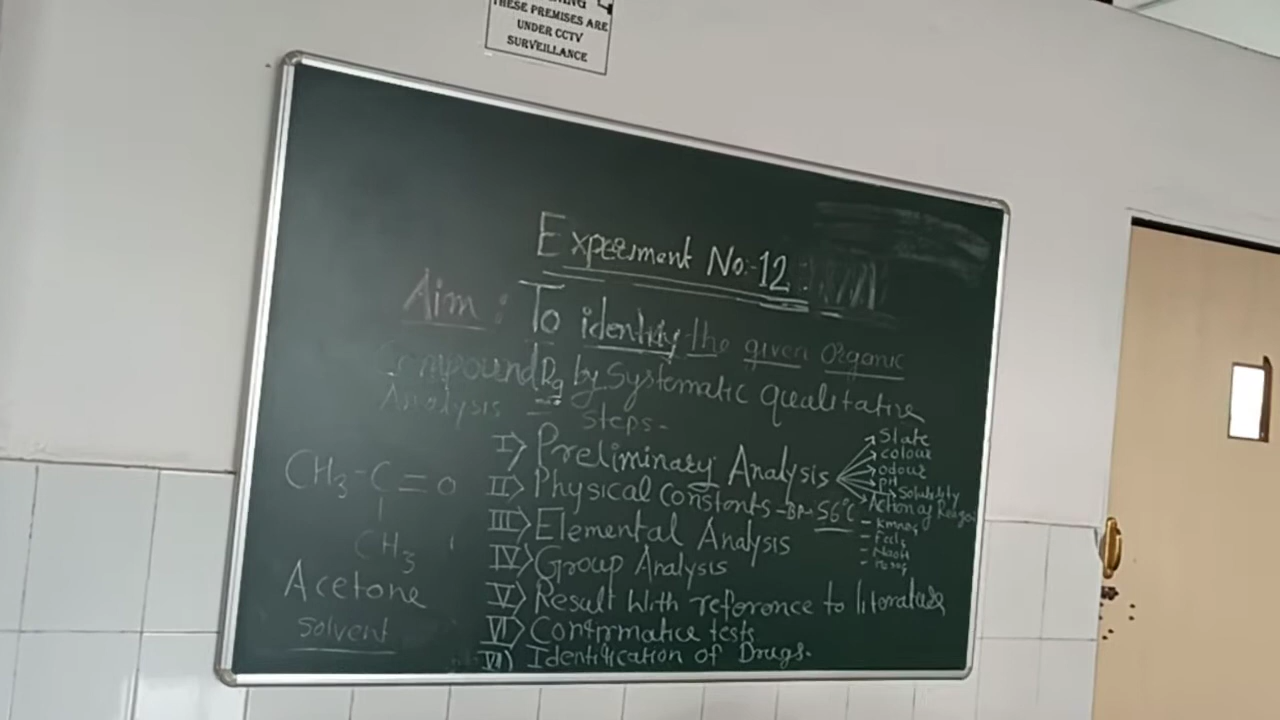 THESE PREMISES ARE
UNDER CCTV
SURVEILLANCE
Experiment No:-12
Aim : To identify the given organic
Compound by Systematic qualitative
Analysis
Steps-
I) Preliminary Analysis
State
colour
odour
pH
Solubility
Action of
II) Physical constants - BP- 56°C
- KMnO4
- FeCl3
- NaOH
III) Elemental Analysis
IV) Group Analysis
V) Result With reference to literature
VI) Confirmative tests
VII) Identification of Drugs.
CH3-C=O
CH3
Acetone
Solvent